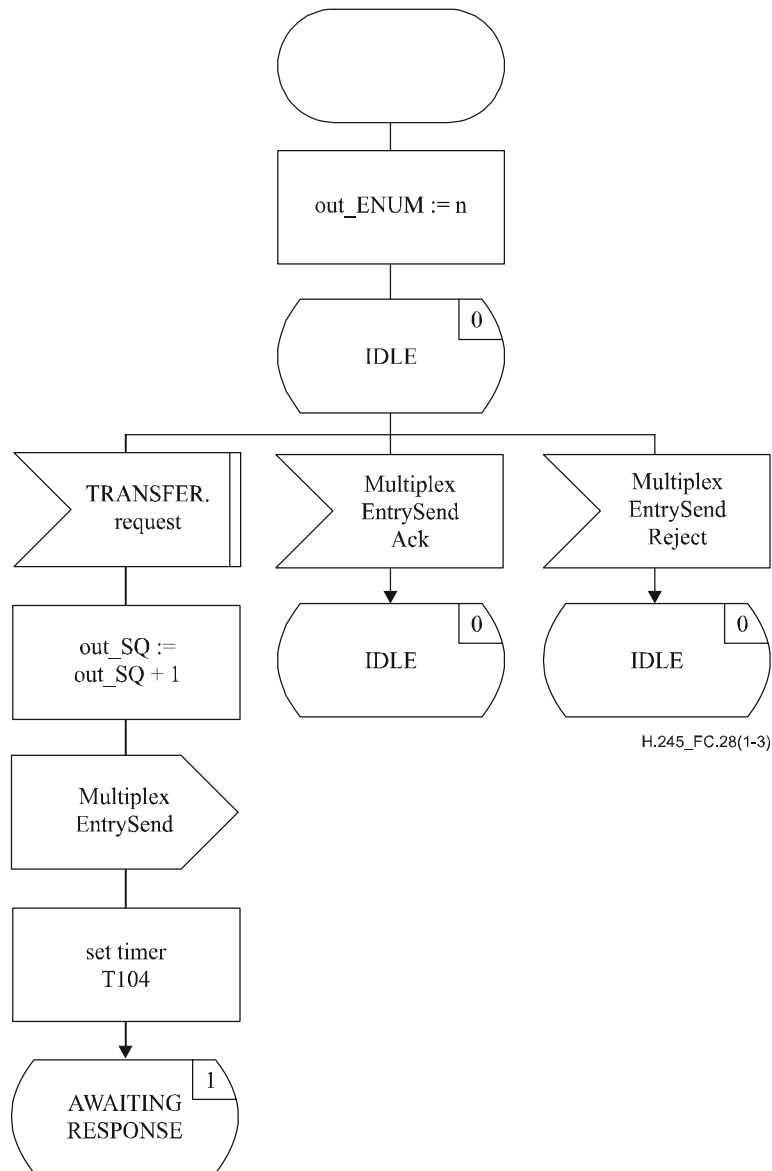 out_ENUM := n
0
IDLE
TRANSFER.
request
Multiplex
EntrySend
Ack
Multiplex
EntrySend
Reject
out_SQ :=
out_SQ + 1
0
IDLE
0
IDLE
H.245_FC.28(1-3)
Multiplex
EntrySend
set timer
T104
1
AWAITING
RESPONSE